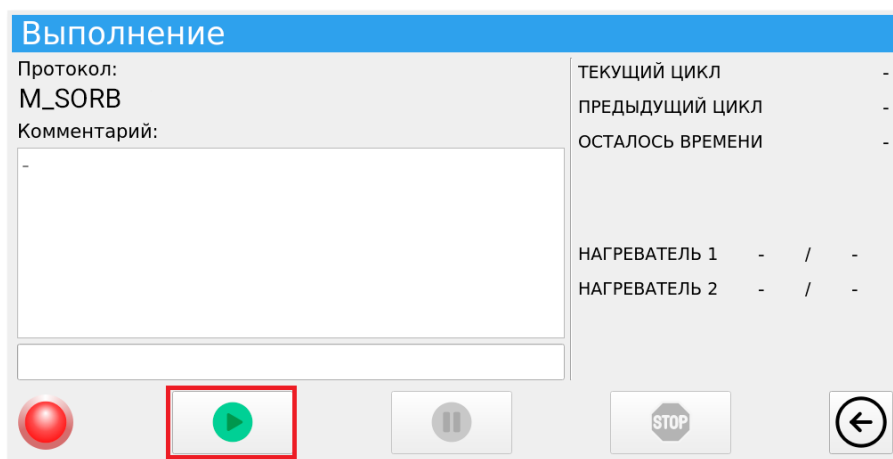 Выполнение
Протокол:
M_SORB
Комментарий:
-
ТЕКУЩИЙ ЦИКЛ -
ПРЕДЫДУЩИЙ ЦИКЛ -
ОСТАЛОСЬ ВРЕМЕНИ -
НАГРЕВАТЕЛЬ 1 - / -
НАГРЕВАТЕЛЬ 2 - / -
STOP